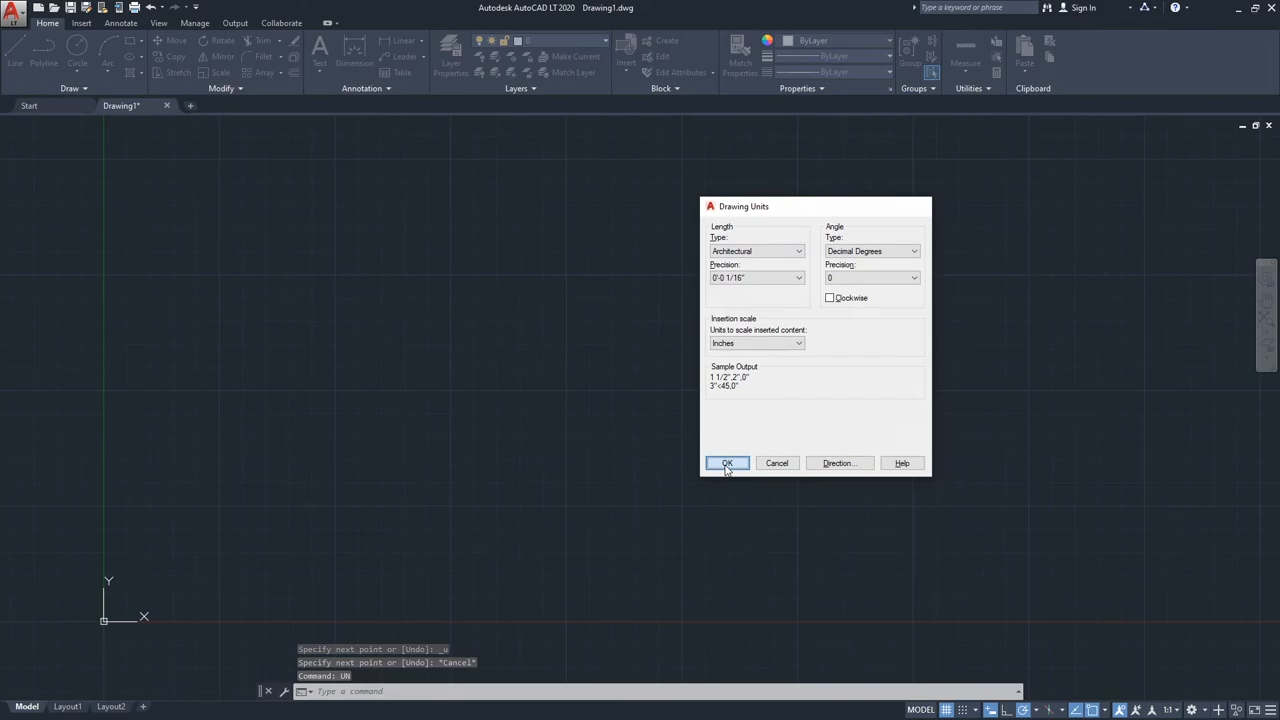 Autodesk AutoCAD LT 2020 Drawing1.dwg
Type a keyword or phrase
Sign In
LT
Home Insert Annotate View Manage Output Collaborate
Line Polyline Circle Arc
Move Rotate Trim
Copy Mirror Fillet
Stretch Scale Array
Text Dimension
Linear
Leader
Table
Layer Properties
0
Make Current
Match Layer
Insert
Create
Edit
Edit Attributes
Match Properties
ByLayer
ByLayer
ByLayer
Group
Measure
Paste
Draw Modify Annotation Layers Block Properties Groups Utilities Clipboard
Start Drawing1*
Drawing Units
Length
Type:
Architectural
Precision:
0'-0 1/16"
Angle
Type:
Decimal Degrees
Precision:
0
Clockwise
Insertion scale
Units to scale inserted content:
Inches
Sample Output
1 1/2",2",0"
3"<45,0"
OK Cancel Direction... Help
Y
X
Specify next point or [Undo]: _u
Specify next point or [Undo]: *Cancel*
Command: UN
Type a command
Model Layout1 Layout2
MODEL
1:1